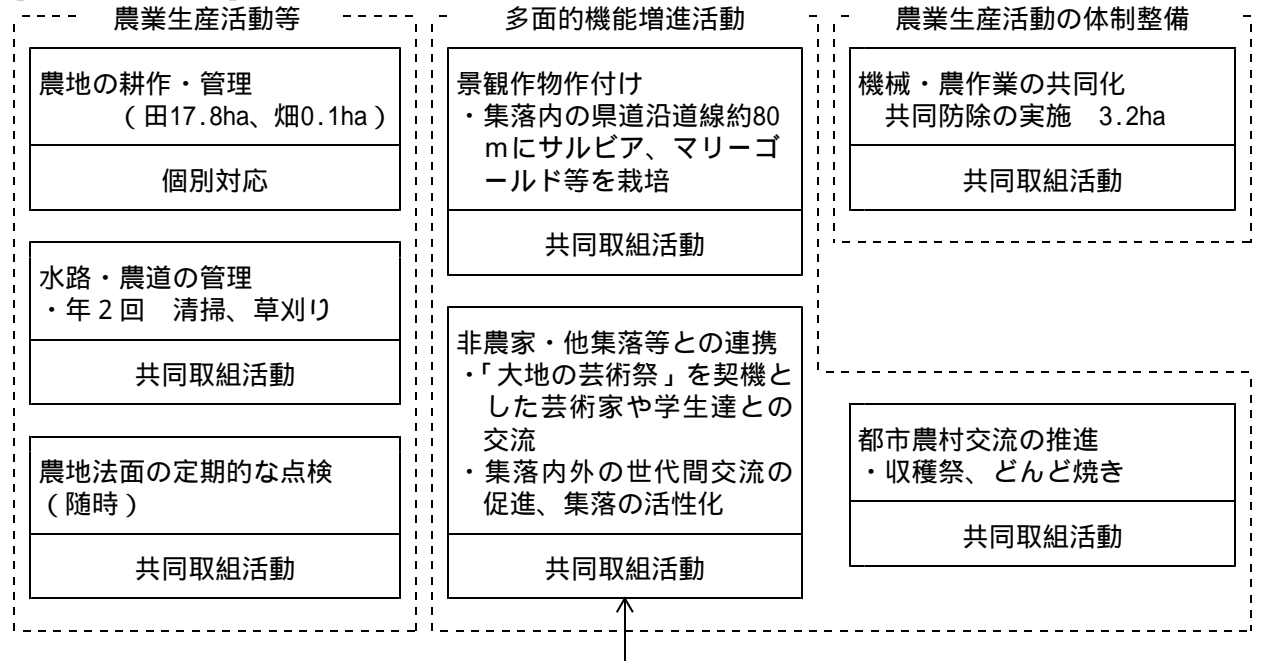 農業生産活動等
農地の耕作・管理
（田17.8ha、畑0.1ha）
個別対応
水路・農道の管理
・年２回　清掃、草刈り
共同取組活動
農地法面の定期的な点検
（随時）
共同取組活動
多面的機能増進活動
景観作物作付け
・集落内の県道沿道線約80
ｍにサルビア、マリーゴ
ールド等を栽培
共同取組活動
非農家・他集落等との連携
・「大地の芸術祭」を契機と
した芸術家や学生達との
交流
・集落内外の世代間交流の
促進、集落の活性化
共同取組活動
農業生産活動の体制整備
機械・農作業の共同化
共同防除の実施　3.2ha
共同取組活動
都市農村交流の推進
・収穫祭、どんど焼き
共同取組活動